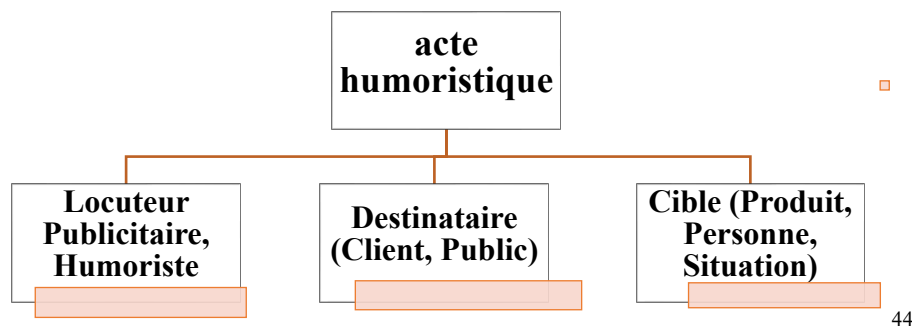 acte
humoristique
Locuteur
Publicitaire,
Humoriste
Destinataire
(Client, Public)
Cible (Produit,
Personne,
Situation)
44